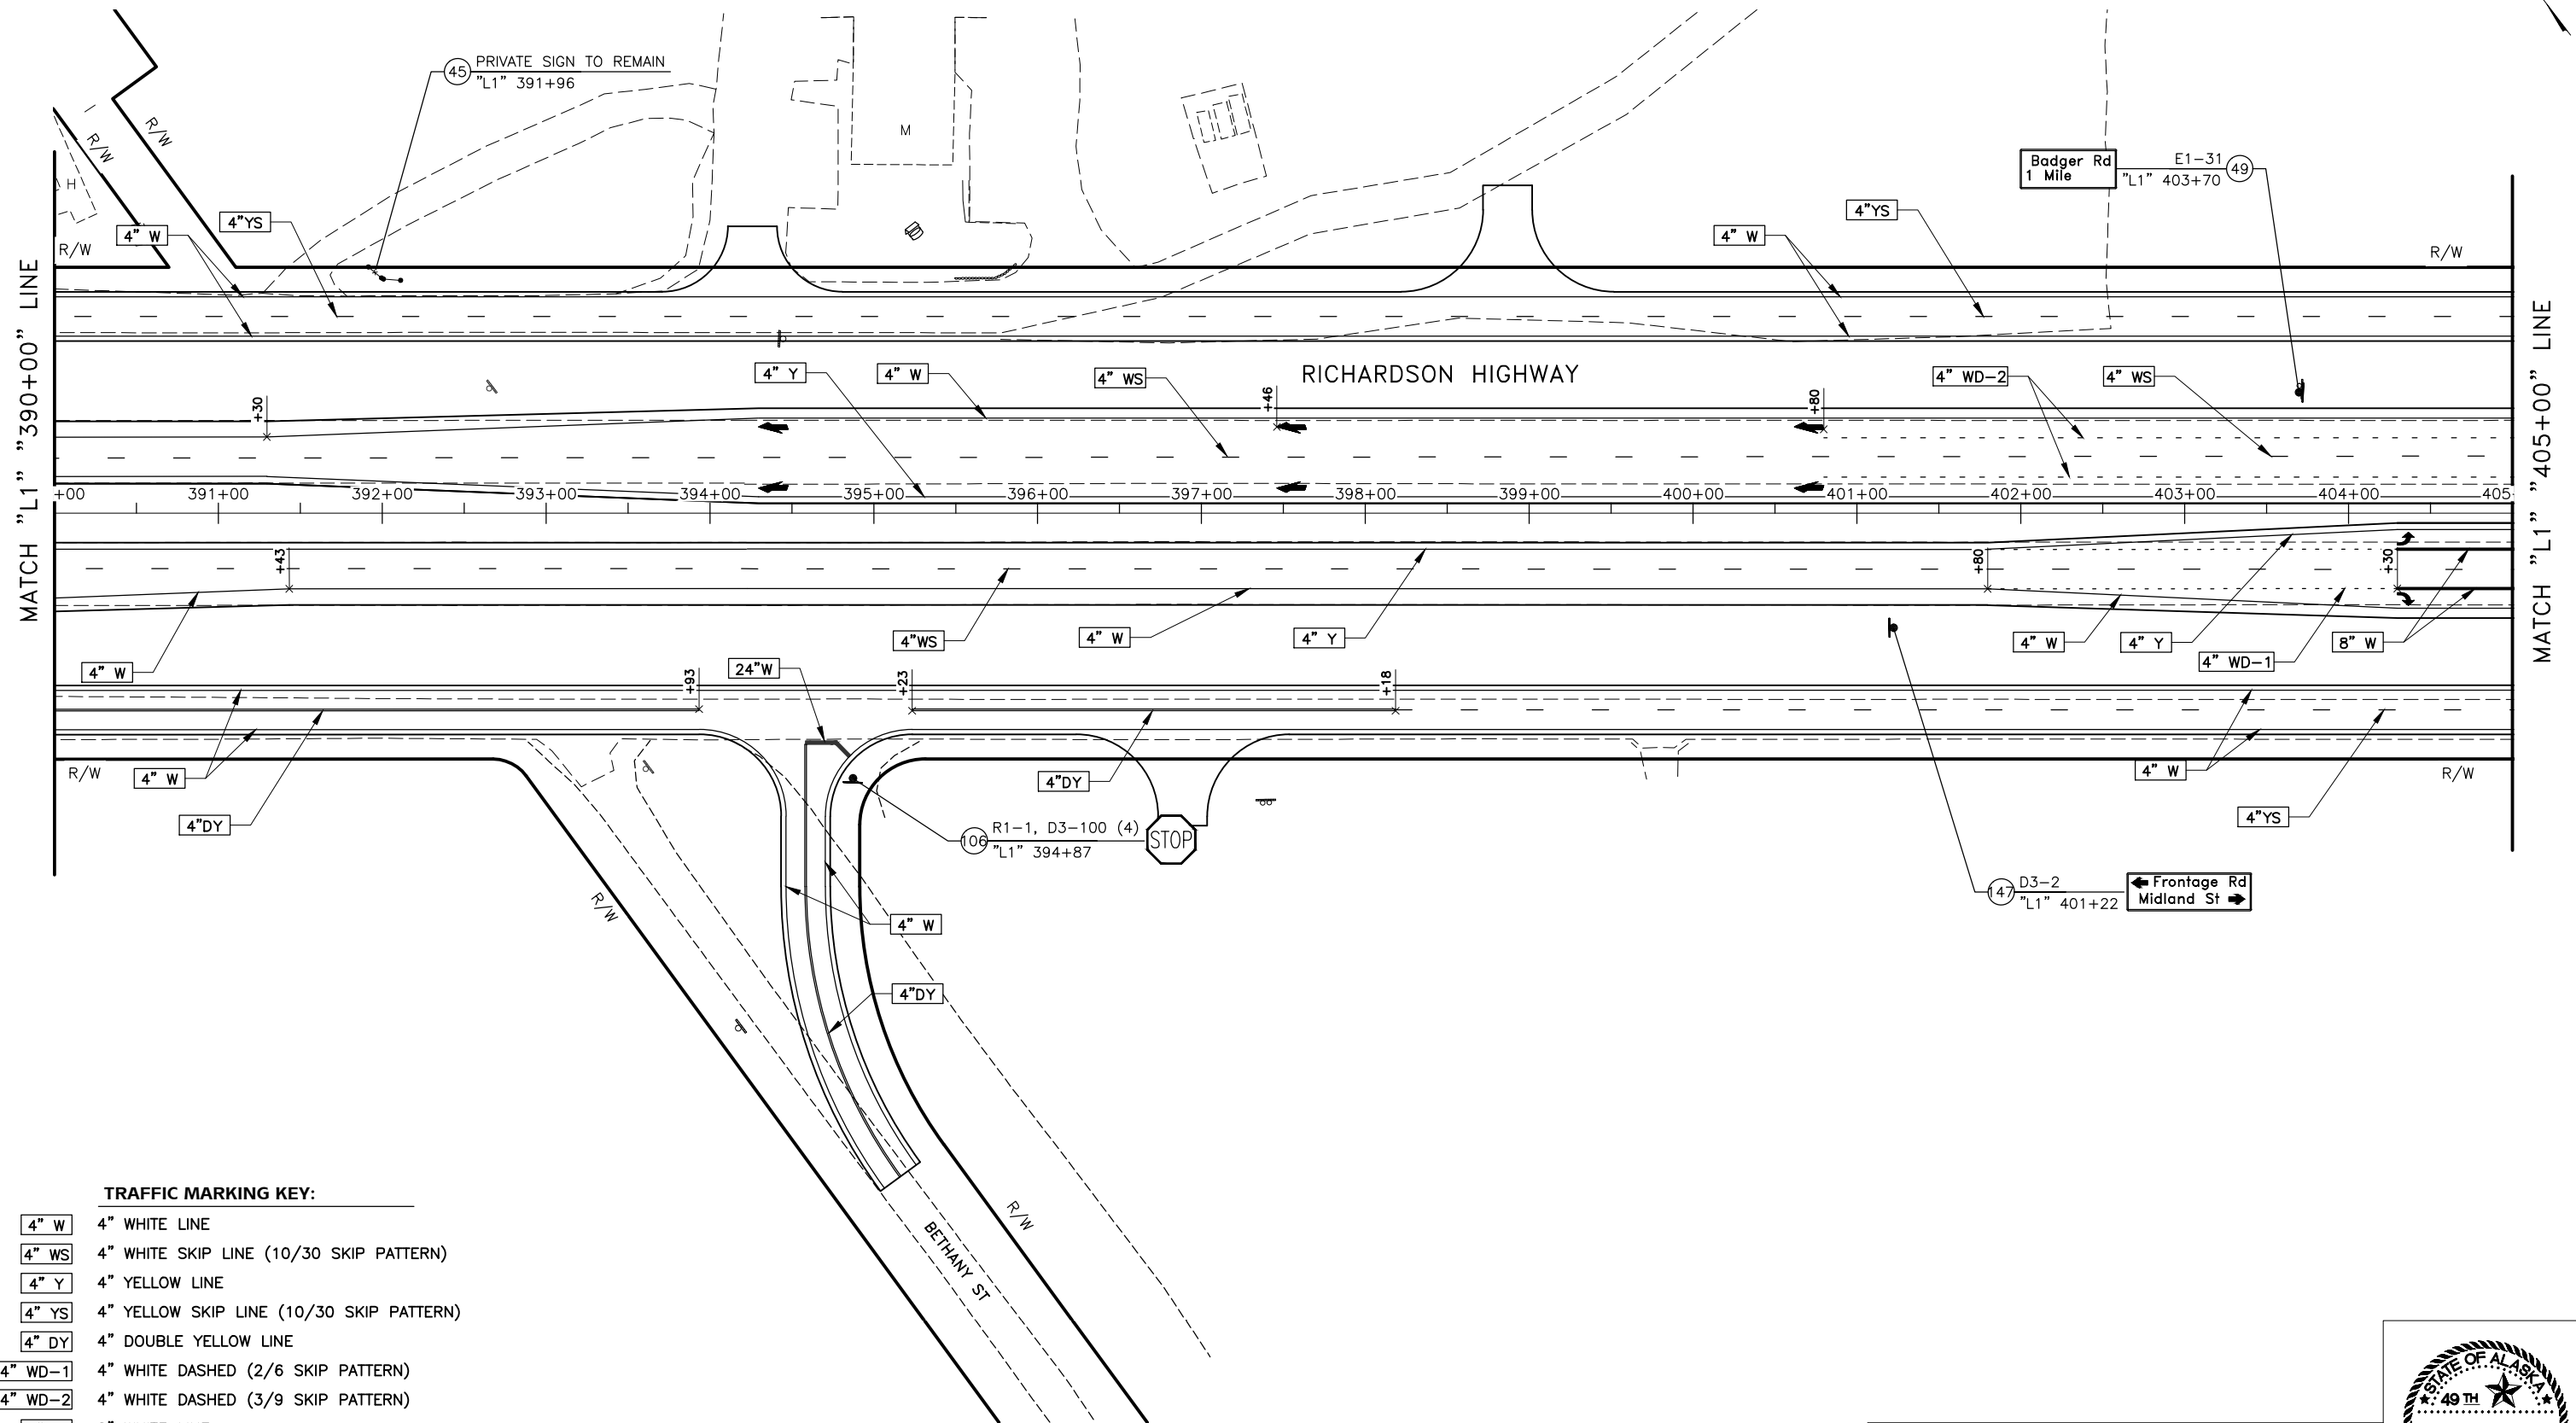 45 PRIVATE SIGN TO REMAIN
"L1" 391+96
M
H
R/W
R/W
R/W
R/W
4" W
4"YS
Badger Rd
1 Mile
E1-31
"L1" 403+70
49
4"YS
4" W
MATCH "L1" "390+00" LINE
MATCH "L1" "405+00" LINE
4" Y
4" W
4" WS
RICHARDSON HIGHWAY
4" WD-2
4" WS
+30
+46
+80
+00 391+00 392+00 393+00 394+00 395+00 396+00 397+00 398+00 399+00 400+00 401+00 402+00 403+00 404+00 405
+43
+80
+30
4" W
4"WS
4" W
4" Y
4" W
4" Y
4" WD-1
8" W
24"W
+93
+23
+18
R/W
4" W
4"DY
4"DY
4" W
R/W
4"YS
106 R1-1, D3-100 (4)
"L1" 394+87
STOP
147 D3-2
"L1" 401+22
Frontage Rd
Midland St
R/W
4" W
4"DY
R/W
BETHANY ST
TRAFFIC MARKING KEY:
4" W 4" WHITE LINE
4" WS 4" WHITE SKIP LINE (10/30 SKIP PATTERN)
4" Y 4" YELLOW LINE
4" YS 4" YELLOW SKIP LINE (10/30 SKIP PATTERN)
4" DY 4" DOUBLE YELLOW LINE
4" WD-1 4" WHITE DASHED (2/6 SKIP PATTERN)
4" WD-2 4" WHITE DASHED (3/9 SKIP PATTERN)
STATE OF ALASKA
49 TH